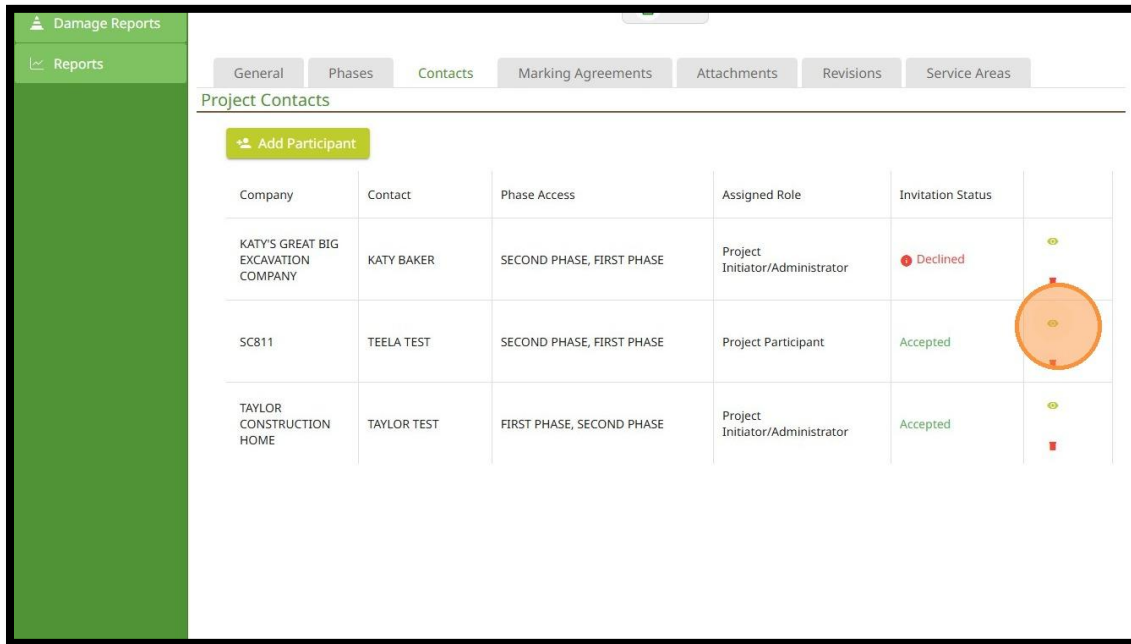 Damage Reports
Reports
General Phases Contacts Marking Agreements Attachments Revisions Service Areas
Project Contacts
Add Participant
Company Contact Phase Access Assigned Role Invitation Status
KATY'S GREAT BIG
EXCAVATION
COMPANY
KATY BAKER
SECOND PHASE, FIRST PHASE
Project
Initiator/Administrator
Declined
SC811 TEELA TEST SECOND PHASE, FIRST PHASE Project Participant Accepted
TAYLOR
CONSTRUCTION
HOME
TAYLOR TEST
FIRST PHASE, SECOND PHASE
Project
Initiator/Administrator
Accepted